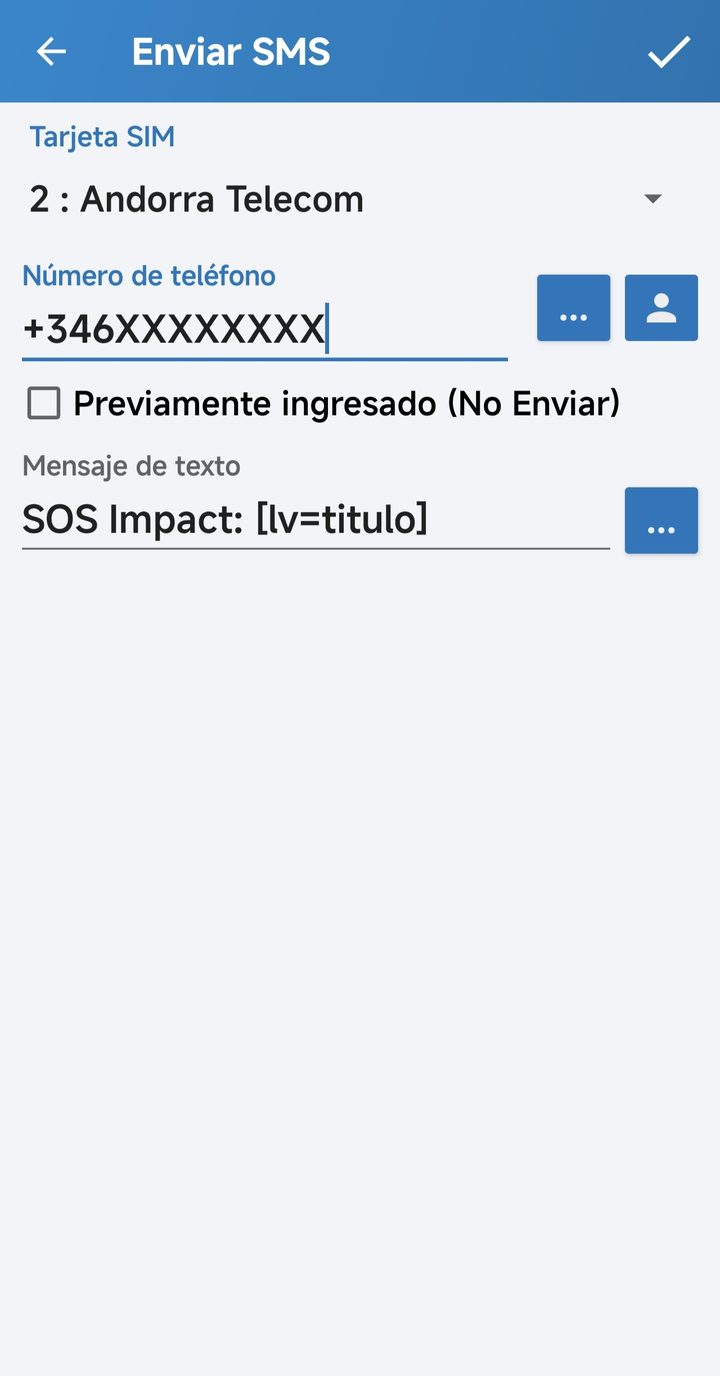 Enviar SMS
Tarjeta SIM
2 : Andorra Telecom
Número de teléfono
+346XXXXXXXX
...
Previamente ingresado (No Enviar)
Mensaje de texto
SOS Impact: [lv=titulo]
...